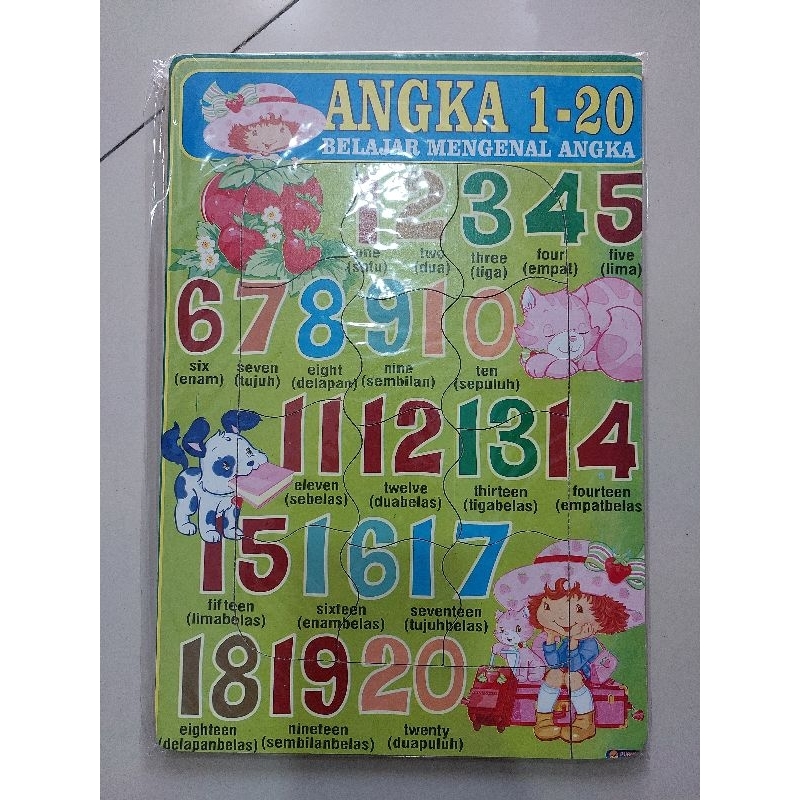 ANGKA 1-20
BELAJAR MENGENAL ANGKA
1 2 3 4 5
one two three four five
(satu) (dua) (tiga) (empat) (lima)
6 7 8 9 10
six seven eight nine ten
(enam) (tujuh) (delapan) (sembilan) (sepuluh)
11 12 13 14
eleven twelve thirteen fourteen
(sebelas) (duabelas) (tigabelas) (empatbelas
15 16 17
fifteen sixteen seventeen
(limabelas) (enambelas) (tujuhbelas)
18 19 20
eighteen nineteen twenty
(delapanbelas) (sembilanbelas) (duapuluh)